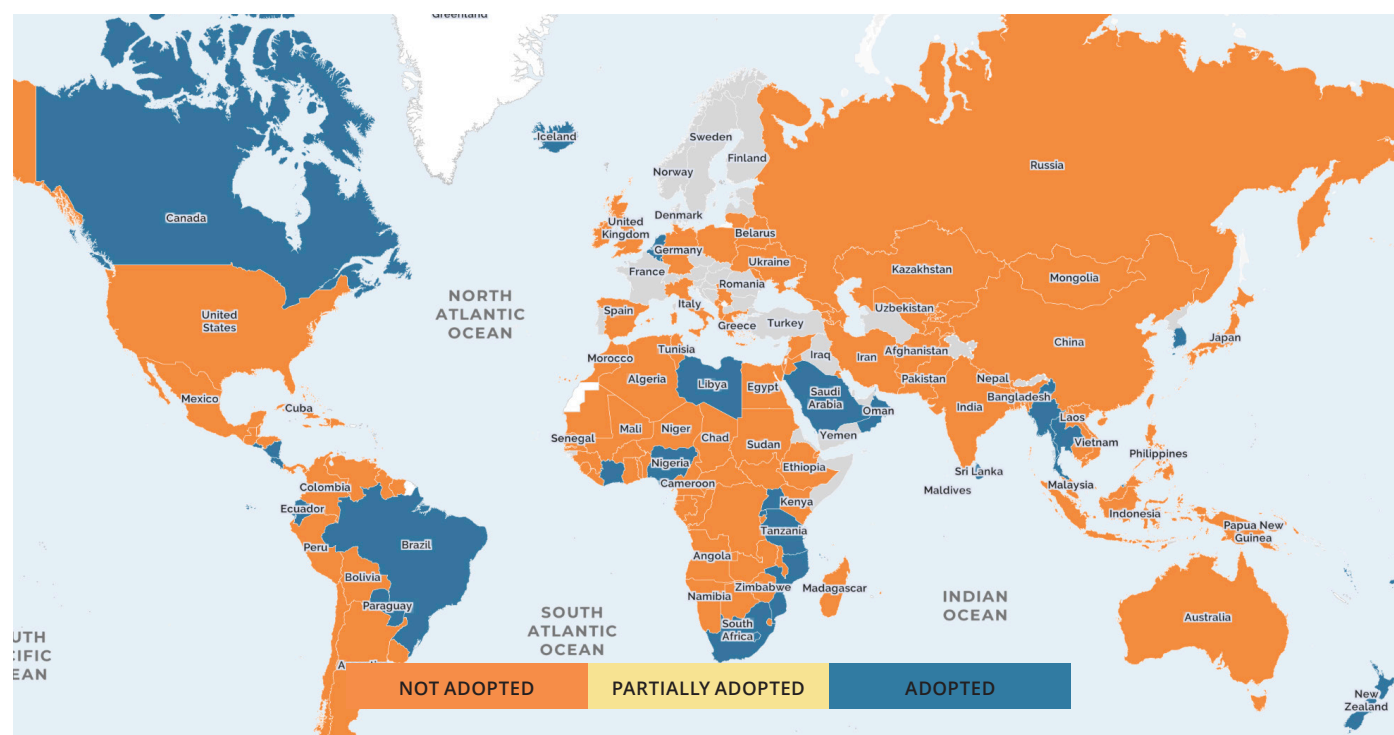 Greenland
Iceland
Sweden
Finland
Norway
Russia
Canada
Denmark
United
Kingdom
Belarus
Germany
Ukraine
France
Kazakhstan
Mongolia
Romania
NORTH
ATLANTIC
OCEAN
Italy
Uzbekistan
Spain
United
States
Greece
Turkey
Japan
China
Tunisia
Morocco
Iraq
Iran
Afghanistan
Algeria
Libya
Egypt
Pakistan
Nepal
Saudi
Arabia
Bangladesh
Mexico
India
Cuba
Oman
Laos
Mali
Niger
Chad
Senegal
Yemen
Sudan
Vietnam
Philippines
Nigeria
Ethiopia
Sri Lanka
Cameroon
Malaysia
Maldives
Colombia
Kenya
Ecuador
Indonesia
Tanzania
Papua New
Guinea
Brazil
Peru
Angola
Bolivia
Zimbabwe
Madagascar
Namibia
INDIAN
OCEAN
Paraguay
SOUTH
ATLANTIC
OCEAN
South
Africa
Australia
UTH
CIFIC
EAN
A
NOT ADOPTED
PARTIALLY ADOPTED
ADOPTED
New
Zealand